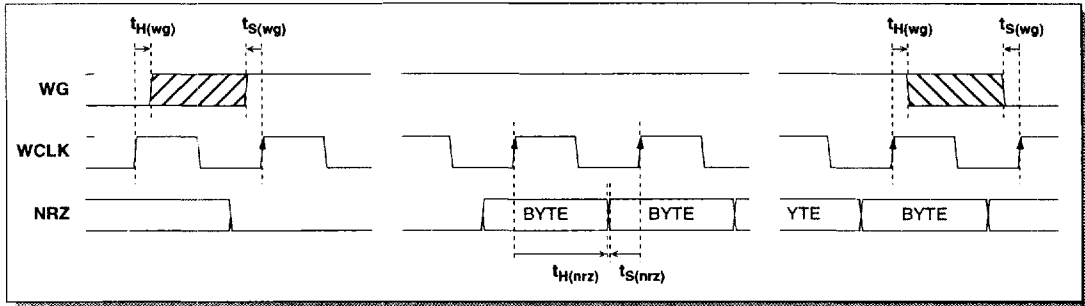 tH(wg) tS(wg) tH(wg) tS(wg)
WG
WCLK
NRZ BYTE BYTE YTE BYTE
tH(nrz) tS(nrz)